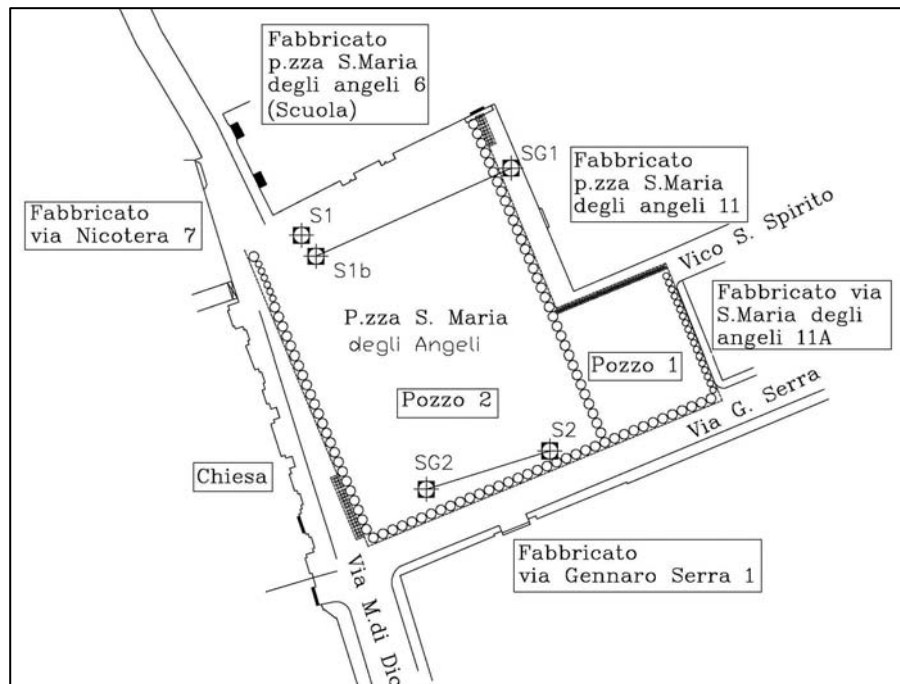 Fabbricato
p.zza S.Maria
degli angeli 6
(Scuola)
SG1
Fabbricato
p.zza S.Maria
degli angeli 11
Fabbricato
via Nicotera 7
S1
S1b
Vico S. Spirito
Fabbricato via
S.Maria degli
angeli 11A
P.zza S. Maria
degli Angeli
Pozzo 1
Pozzo 2
Via G. Serra
S2
SG2
Chiesa
Fabbricato
via Gennaro Serra 1
Via M.di Dio